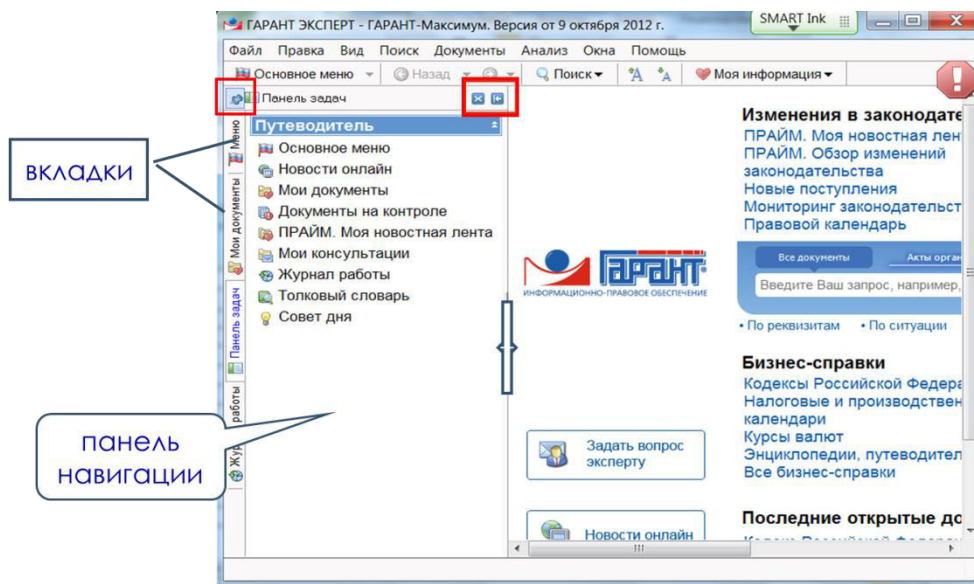 ГАРАНТ ЭКСПЕРТ - ГАРАНТ-Максимум. Версия от 9 октября 2012 г.
SMART Ink
Файл Правка Вид Поиск Документы Анализ Окна Помощь
Основное меню Назад Поиск Моя информация
Панель задач
вкладки
Меню
Мои документы
Панель задач
работы
панель
навигации
Путеводитель
Основное меню
Новости онлайн
Мои документы
Документы на контроле
ПРАЙМ. Моя новостная лента
Мои консультации
Журнал работы
Толковый словарь
Совет дня
ГАРАНТ
ИНФОРМАЦИОННО-ПРАВОВОЕ ОБЕСПЕЧЕНИЕ
Задать вопрос
эксперту
Новости онлайн
Изменения в законодате
ПРАЙМ. Моя новостная лен
ПРАЙМ. Обзор изменений
законодательства
Новые поступления
Мониторинг законодательст
Правовой календарь
Все документы Акты орган
Введите Ваш запрос, например,
• По реквизитам • По ситуации
Бизнес-справки
Кодексы Российской Федера
Налоговые и производствен
календари
Курсы валют
Энциклопедии, путеводител
Все бизнес-справки
Последние открытые до